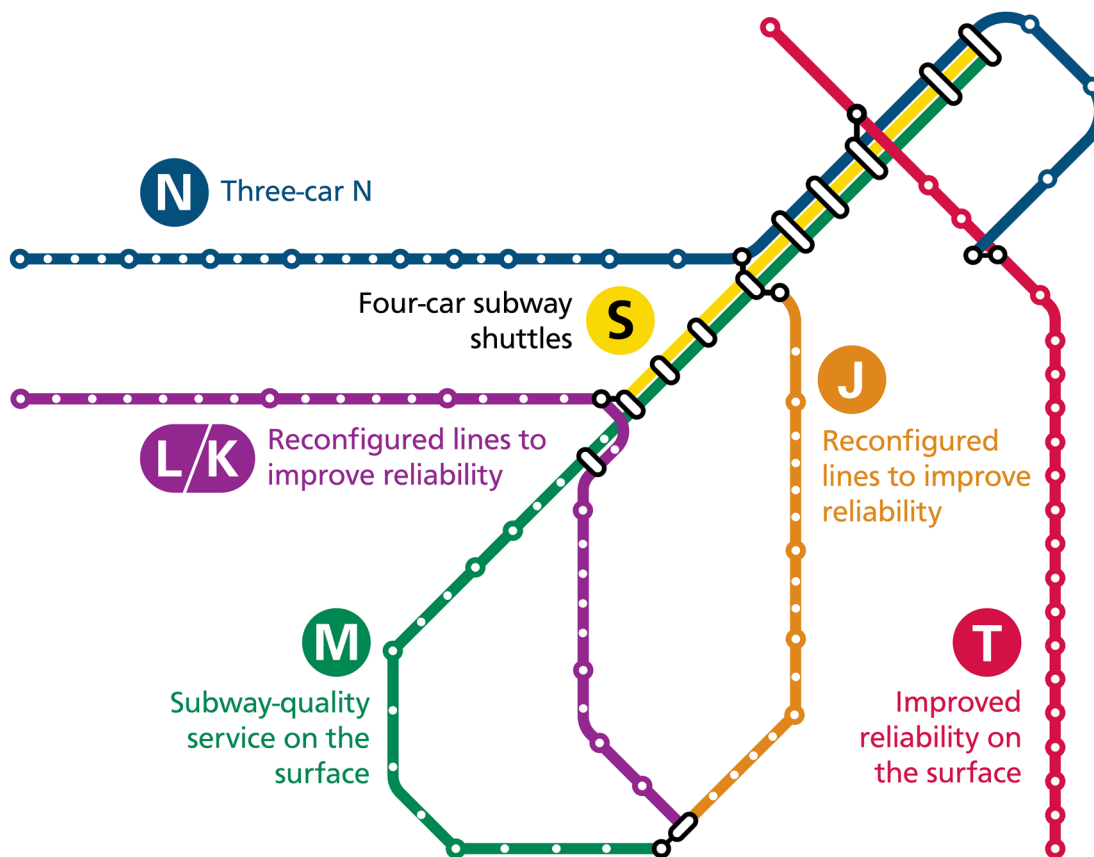 N
Three-car N
Four-car subway
shuttles
S
J
Reconfigured
lines to improve
reliability
L/K
Reconfigured lines to
improve reliability
M
Subway-quality
service on the
surface
T
Improved
reliability on
the surface